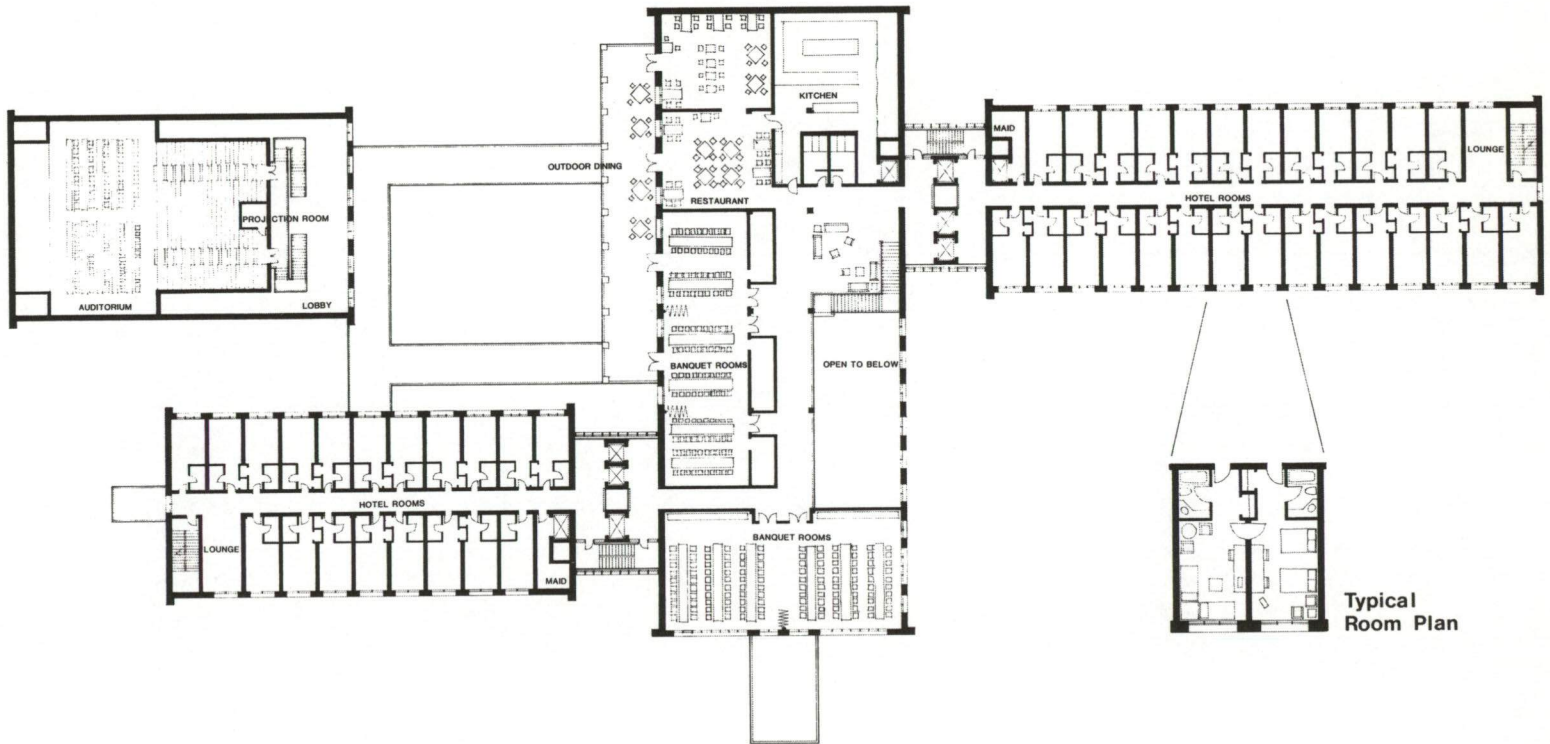 KITCHEN
MAID
LOUNGE
OUTDOOR DINING
HOTEL ROOMS
RESTAURANT
PROJECTION ROOM
AUDITORIUM
LOBBY
BANQUET ROOMS
OPEN TO BELOW
HOTEL ROOMS
LOUNGE
BANQUET ROOMS
MAID
Typical
Room Plan